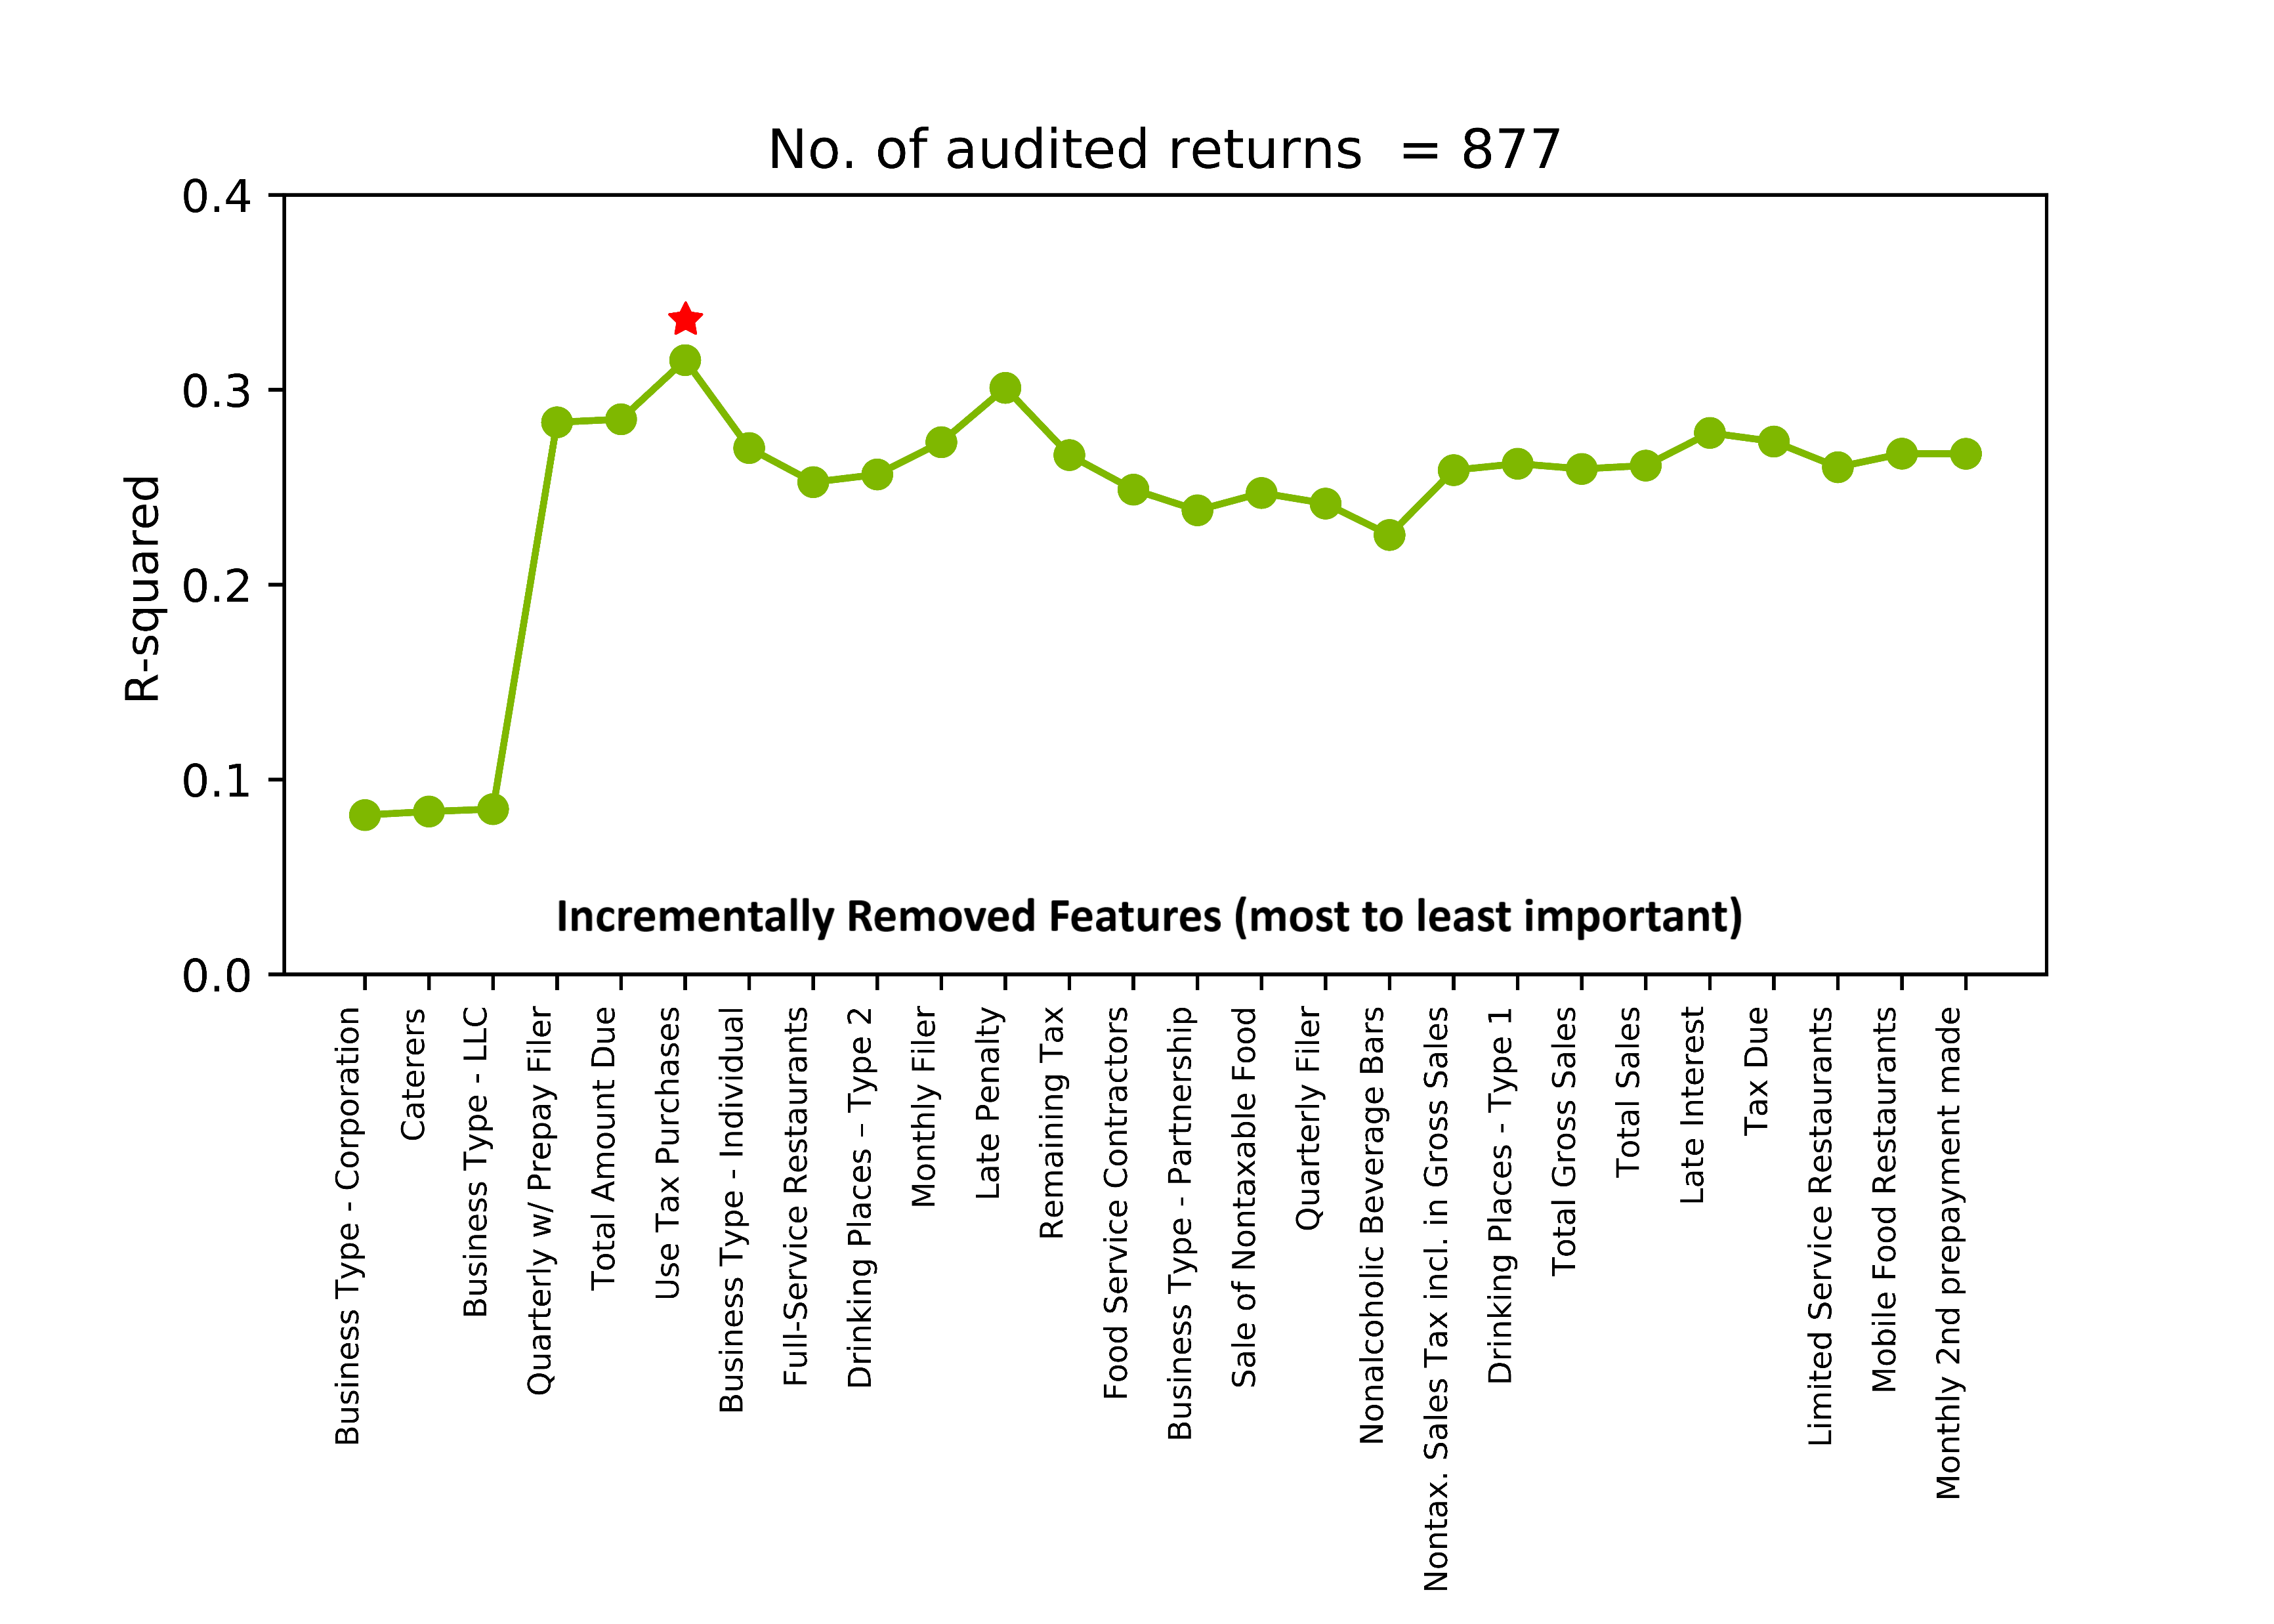 No. of audited returns  = 877
0.4
0.3
0.2
0.1
0.0
R-squared
Incrementally Removed Features (most to least important)
Business Type - Corporation
Caterers
Business Type - LLC
Quarterly w/ Prepay Filer
Total Amount Due
Use Tax Purchases
Business Type - Individual
Full-Service Restaurants
Drinking Places – Type 2
Monthly Filer
Late Penalty
Remaining Tax
Food Service Contractors
Business Type - Partnership
Sale of Nontaxable Food
Quarterly Filer
Nonalcoholic Beverage Bars
Nontax. Sales Tax incl. in Gross Sales
Drinking Places - Type 1
Total Gross Sales
Total Sales
Late Interest
Tax Due
Limited Service Restaurants
Mobile Food Restaurants
Monthly 2nd prepayment made